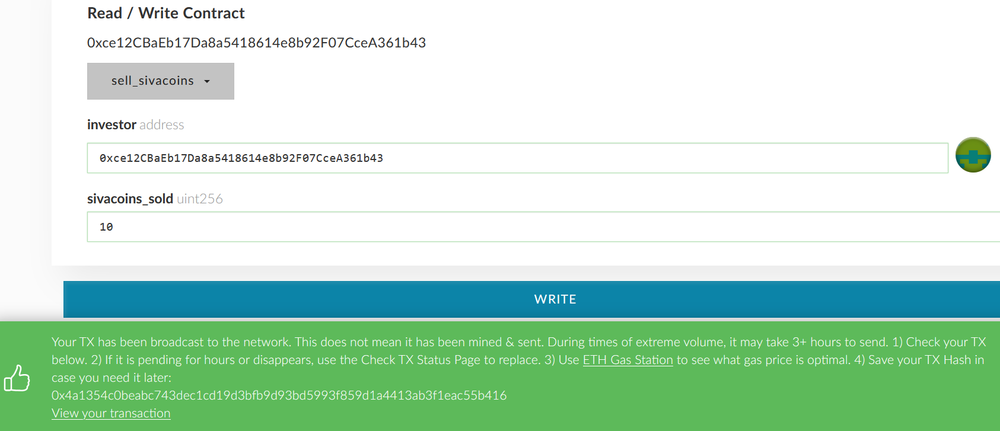 Read / Write Contract
0xce12CBaEb17Da8a5418614e8b92F07CceA361b43
sell_sivacoins
investor address
0xce12CBaEb17Da8a5418614e8b92F07CceA361b43
sivacoins_sold uint256
10
WRITE
Your TX has been broadcast to the network. This does not mean it has been mined & sent. During times of extreme volume, it may take 3+ hours to send. 1) Check your TX
below. 2) If it is pending for hours or disappears, use the Check TX Status Page to replace. 3) Use ETH Gas Station to see what gas price is optimal. 4) Save your TX Hash in
case you need it later:
0x4a1354c0beabc743dec1cd19d3bfb9d93bd5993f859d1a4413ab3f1eac55b416
View your transaction